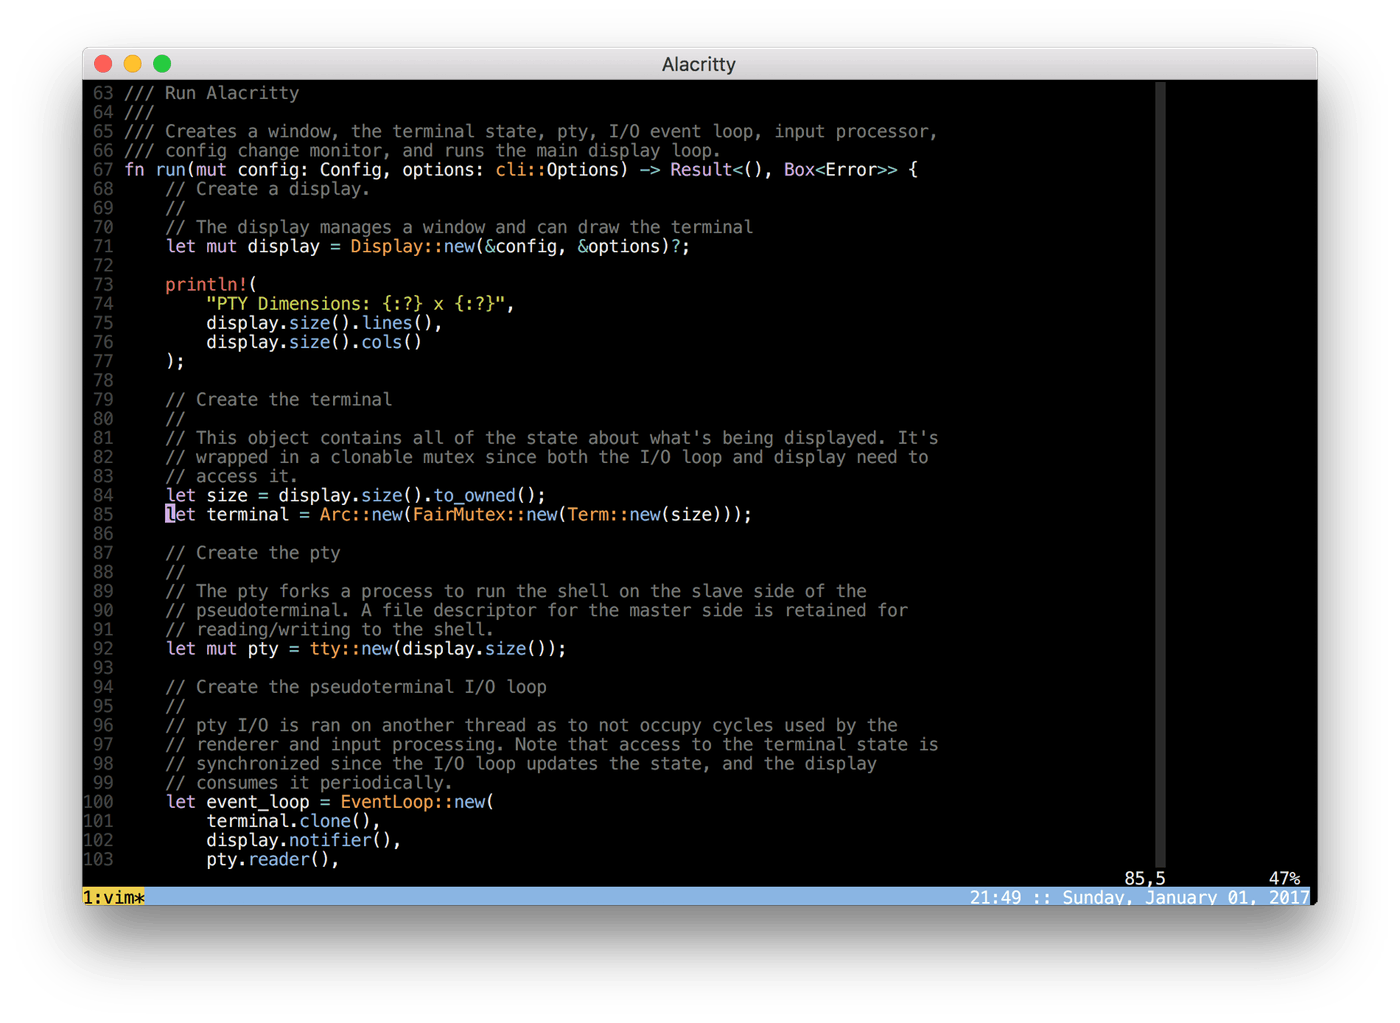 Alacritty
63 /// Run Alacritty
64 ///
65 /// Creates a window, the terminal state, pty, I/O event loop, input processor,
66 /// config change monitor, and runs the main display loop.
67 fn run(mut config: Config, options: cli::Options) -> Result<(), Box<Error>> {
68     // Create a display.
69     //
70     // The display manages a window and can draw the terminal
71     let mut display = Display::new(&config, &options)?;
72
73     println!(
74         "PTY Dimensions: {:?} x {:?}",
75         display.size().lines(),
76         display.size().cols()
77     );
78
79     // Create the terminal
80     //
81     // This object contains all of the state about what's being displayed. It's
82     // wrapped in a clonable mutex since both the I/O loop and display need to
83     // access it.
84     let size = display.size().to_owned();
85     let terminal = Arc::new(FairMutex::new(Term::new(size)));
86
87     // Create the pty
88     //
89     // The pty forks a process to run the shell on the slave side of the
90     // pseudoterminal. A file descriptor for the master side is retained for
91     // reading/writing to the shell.
92     let mut pty = tty::new(display.size());
93
94     // Create the pseudoterminal I/O loop
95     //
96     // pty I/O is ran on another thread as to not occupy cycles used by the
97     // renderer and input processing. Note that access to the terminal state is
98     // synchronized since the I/O loop updates the state, and the display
99     // consumes it periodically.
100     let event_loop = EventLoop::new(
101         terminal.clone(),
102         display.notifier(),
103         pty.reader(),
85,5 47%
1:vim* 21:49 :: Sunday, January 01, 2017